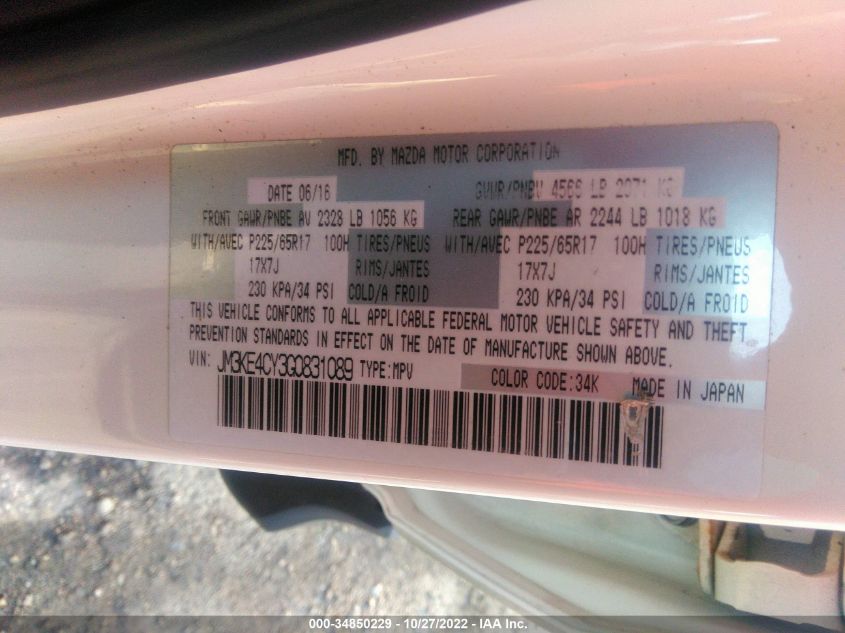 MFD. BY MAZDA MOTOR CORPORATION
DATE 06/16 GVWR/PNBV 4566 LB 2071 KG
FRONT GAWR/PNBE AV 2328 LB 1056 KG REAR GAWR/PNBE AR 2244 LB 1018 KG
WITH/AVEC P225/65R17 100H TIRES/PNEUS WITH/AVEC P225/65R17 100H TIRES/PNEUS
17X7J RIMS/JANTES 17X7J RIMS/JANTES
230 KPA/34 PSI COLD/A FROID 230 KPA/34 PSI COLD/A FROID
THIS VEHICLE CONFORMS TO ALL APPLICABLE FEDERAL MOTOR VEHICLE SAFETY AND THEFT
PREVENTION STANDARDS IN EFFECT ON THE DATE OF MANUFACTURE SHOWN ABOVE.
VIN: JM3KE4CY3G0831089 TYPE:MPV COLOR CODE:34K MADE IN JAPAN
000-34850229 - 10/27/2022 - IAA Inc.